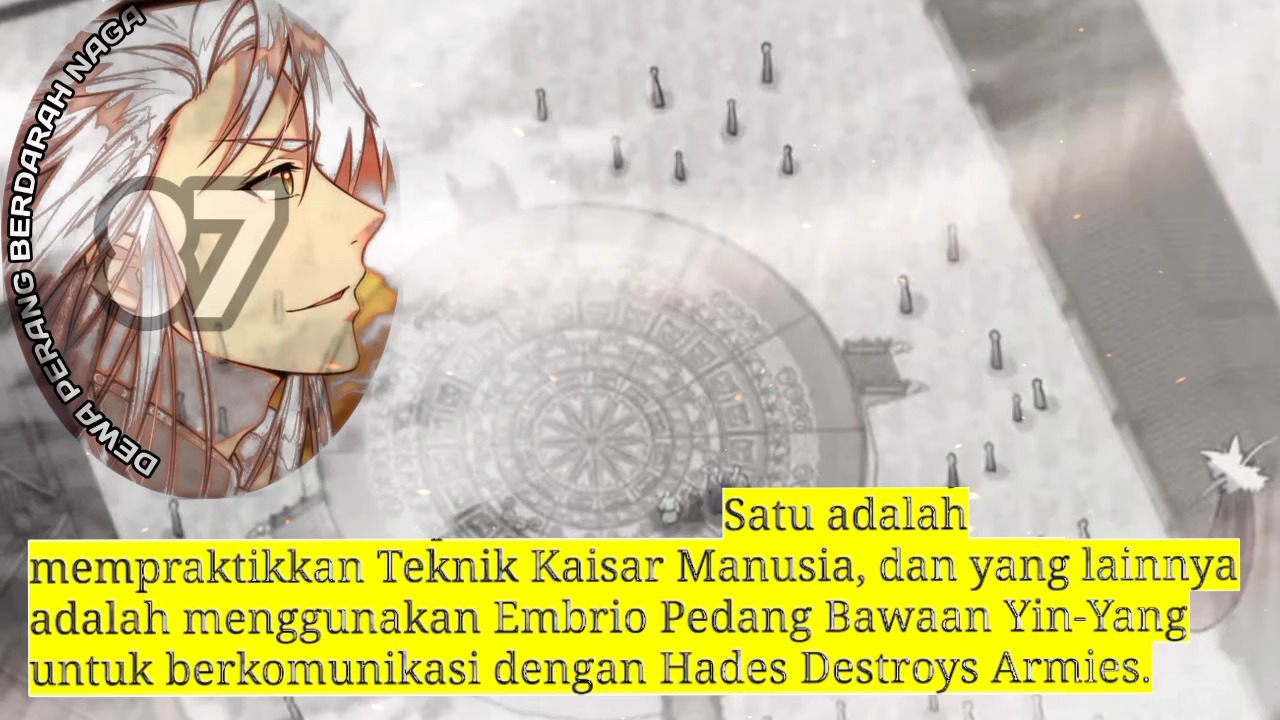 DEWA PERANG BERDARAH NAGA
87
Satu adalah
mempraktikkan Teknik Kaisar Manusia, dan yang lainnya
adalah menggunakan Embrio Pedang Bawaan Yin-Yang
untuk berkomunikasi dengan Hades Destroys Armies.